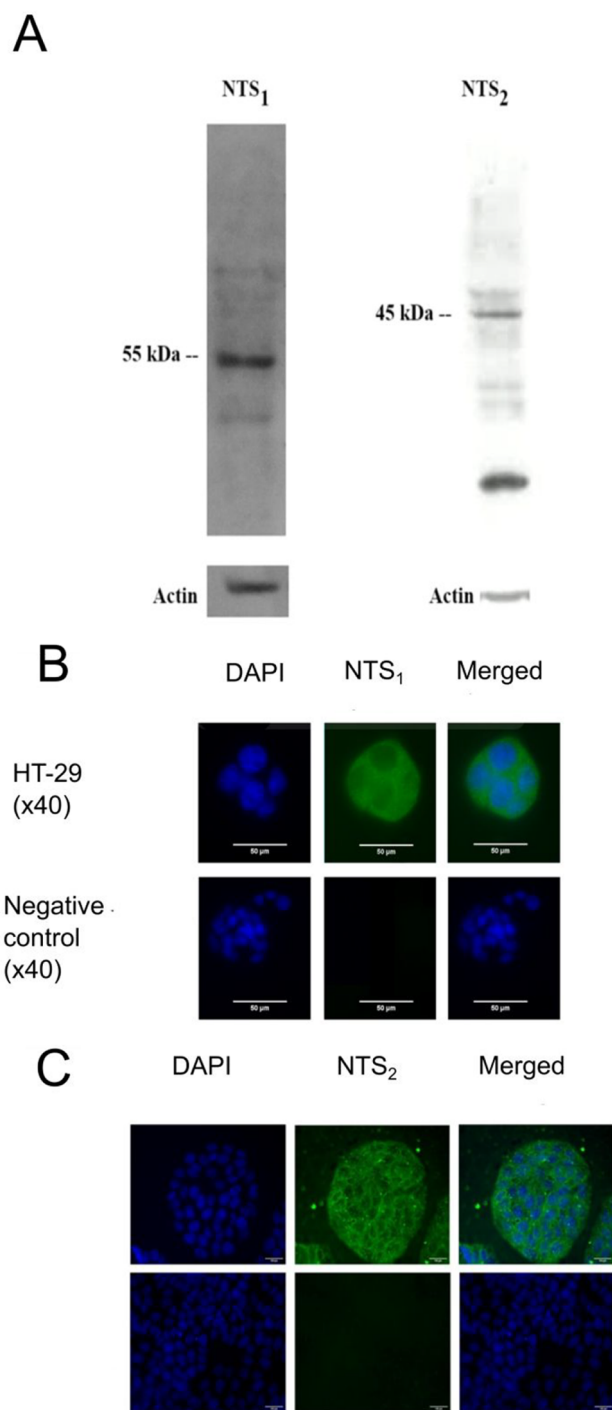 A
NTS₁ NTS₂
45 kDa --
55 kDa --
Actin Actin
B
DAPI NTS₁ Merged
HT-29
(x40)
50 µm 50 µm 50 µm
Negative
control
(x40)
50 µm 50 µm 50 µm
C
DAPI NTS₂ Merged